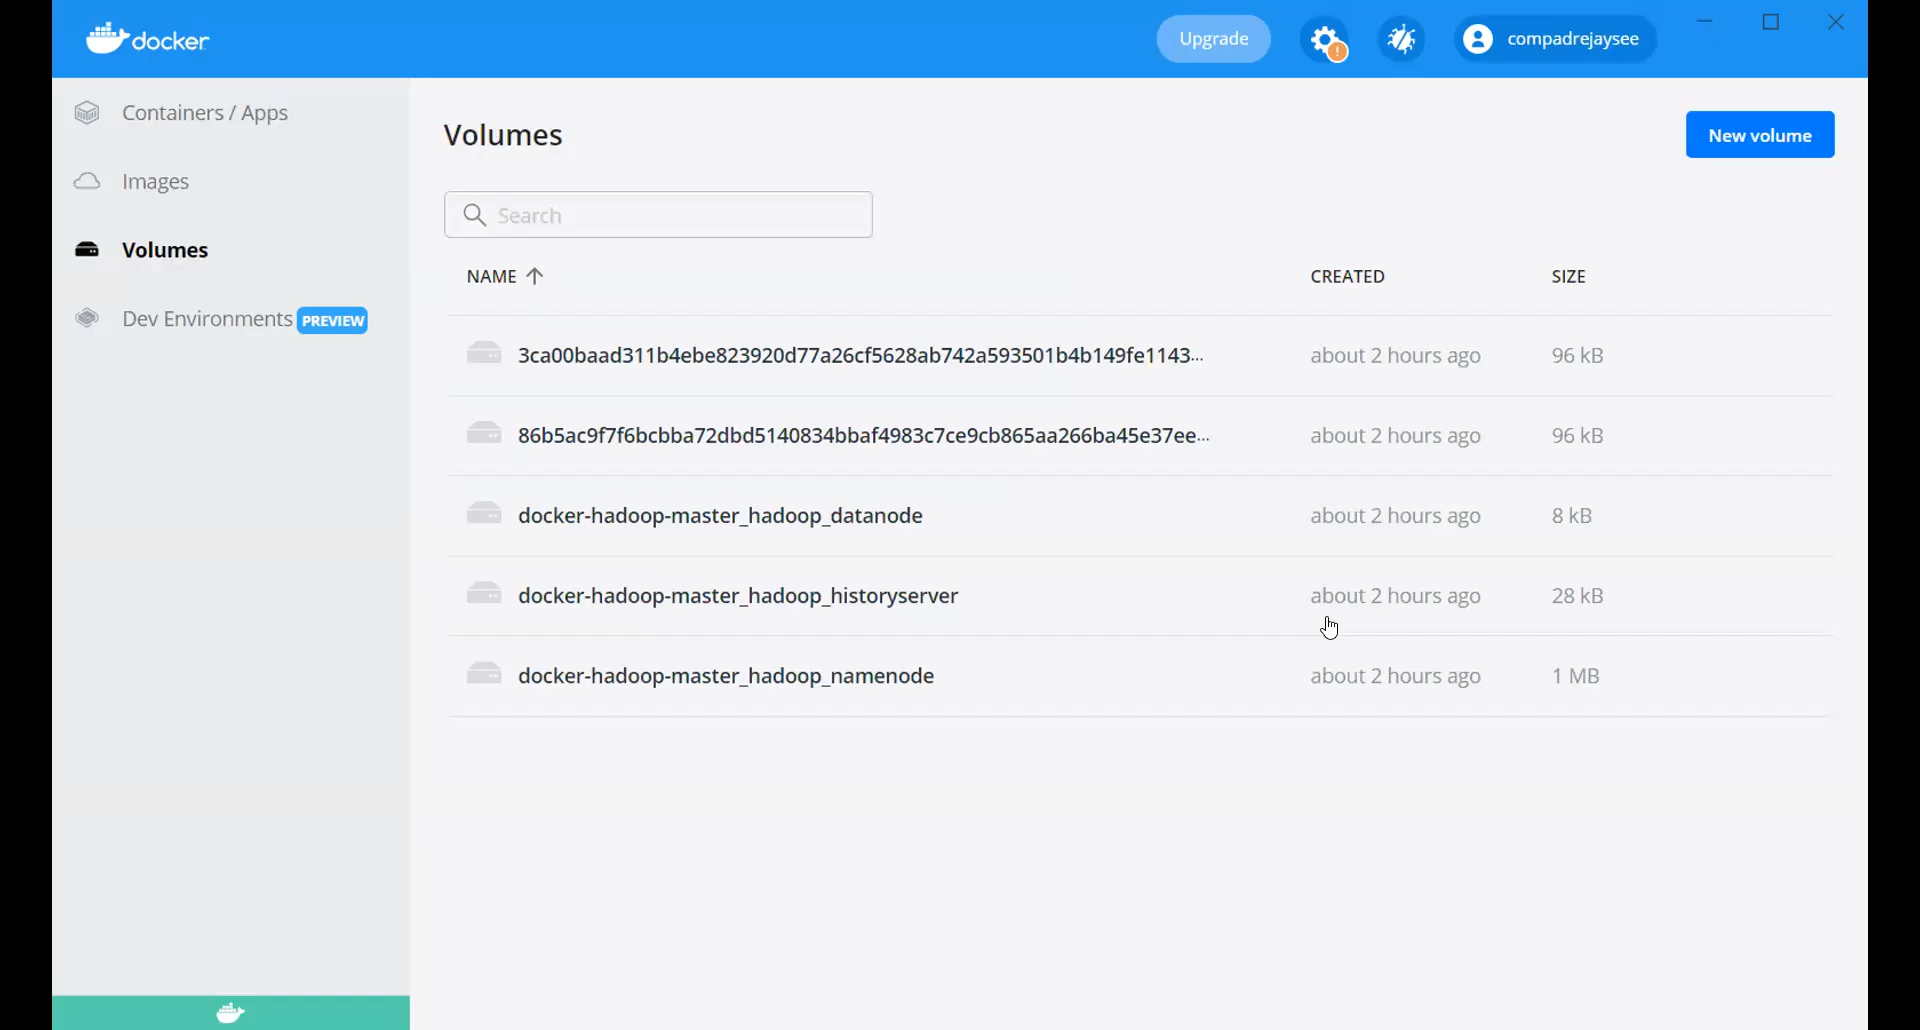 docker
Upgrade
compadrejaysee
Containers / Apps
Images
Volumes
Dev Environments PREVIEW
Volumes
New volume
Search
NAME CREATED SIZE
3ca00baad311b4ebe823920d77a26cf5628ab742a593501b4b149fe1143... about 2 hours ago 96 kB
86b5ac9f7f6bcbba72dbd5140834bbaf4983c7ce9cb865aa266ba45e37ee... about 2 hours ago 96 kB
docker-hadoop-master_hadoop_datanode about 2 hours ago 8 kB
docker-hadoop-master_hadoop_historyserver about 2 hours ago 28 kB
docker-hadoop-master_hadoop_namenode about 2 hours ago 1 MB